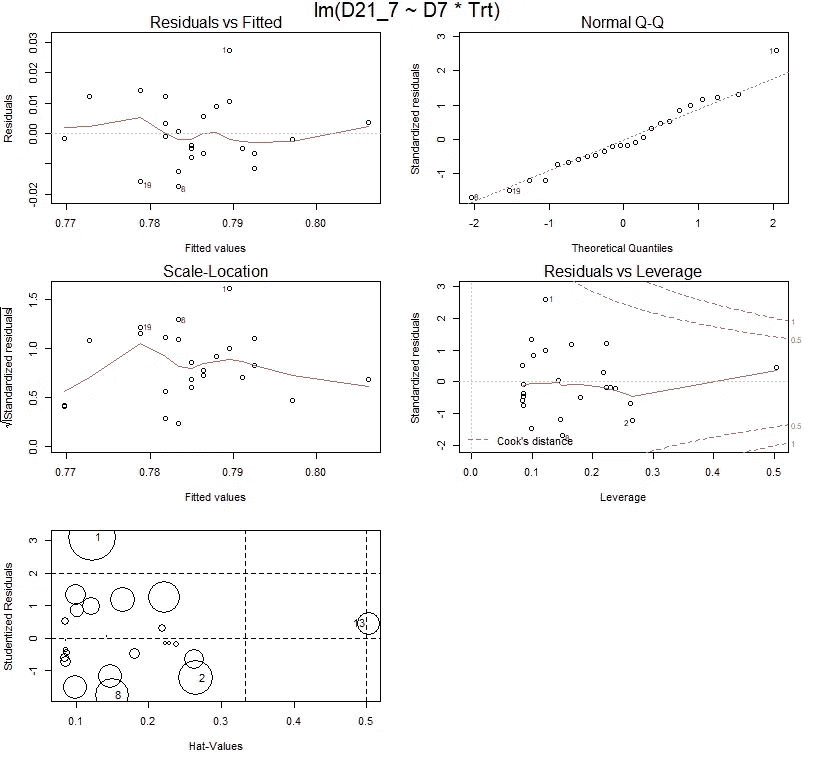 lm(D21_7 ~ D7 * Trt)
Residuals vs Fitted
Residuals
0.03
0.02
0.01
0.00
-0.02
1
19
8
0.77 0.78 0.79 0.80
Fitted values
Normal Q-Q
Standardized residuals
3
2
1
0
-1
1
19
8
-2 -1 0 1 2
Theoretical Quantiles
Scale-Location
√|Standardized residuals|
1.5
1.0
0.5
0.0
1
8
19
0.77 0.78 0.79 0.80
Fitted values
Residuals vs Leverage
Standardized residuals
3
2
1
0
-1
-2
1
2
8
Cook's distance
1
0.5
0.5
1
0.0 0.1 0.2 0.3 0.4 0.5
Leverage
Studentized Residuals
3
2
1
0
-1
1
13
2
8
0.1 0.2 0.3 0.4 0.5
Hat-Values